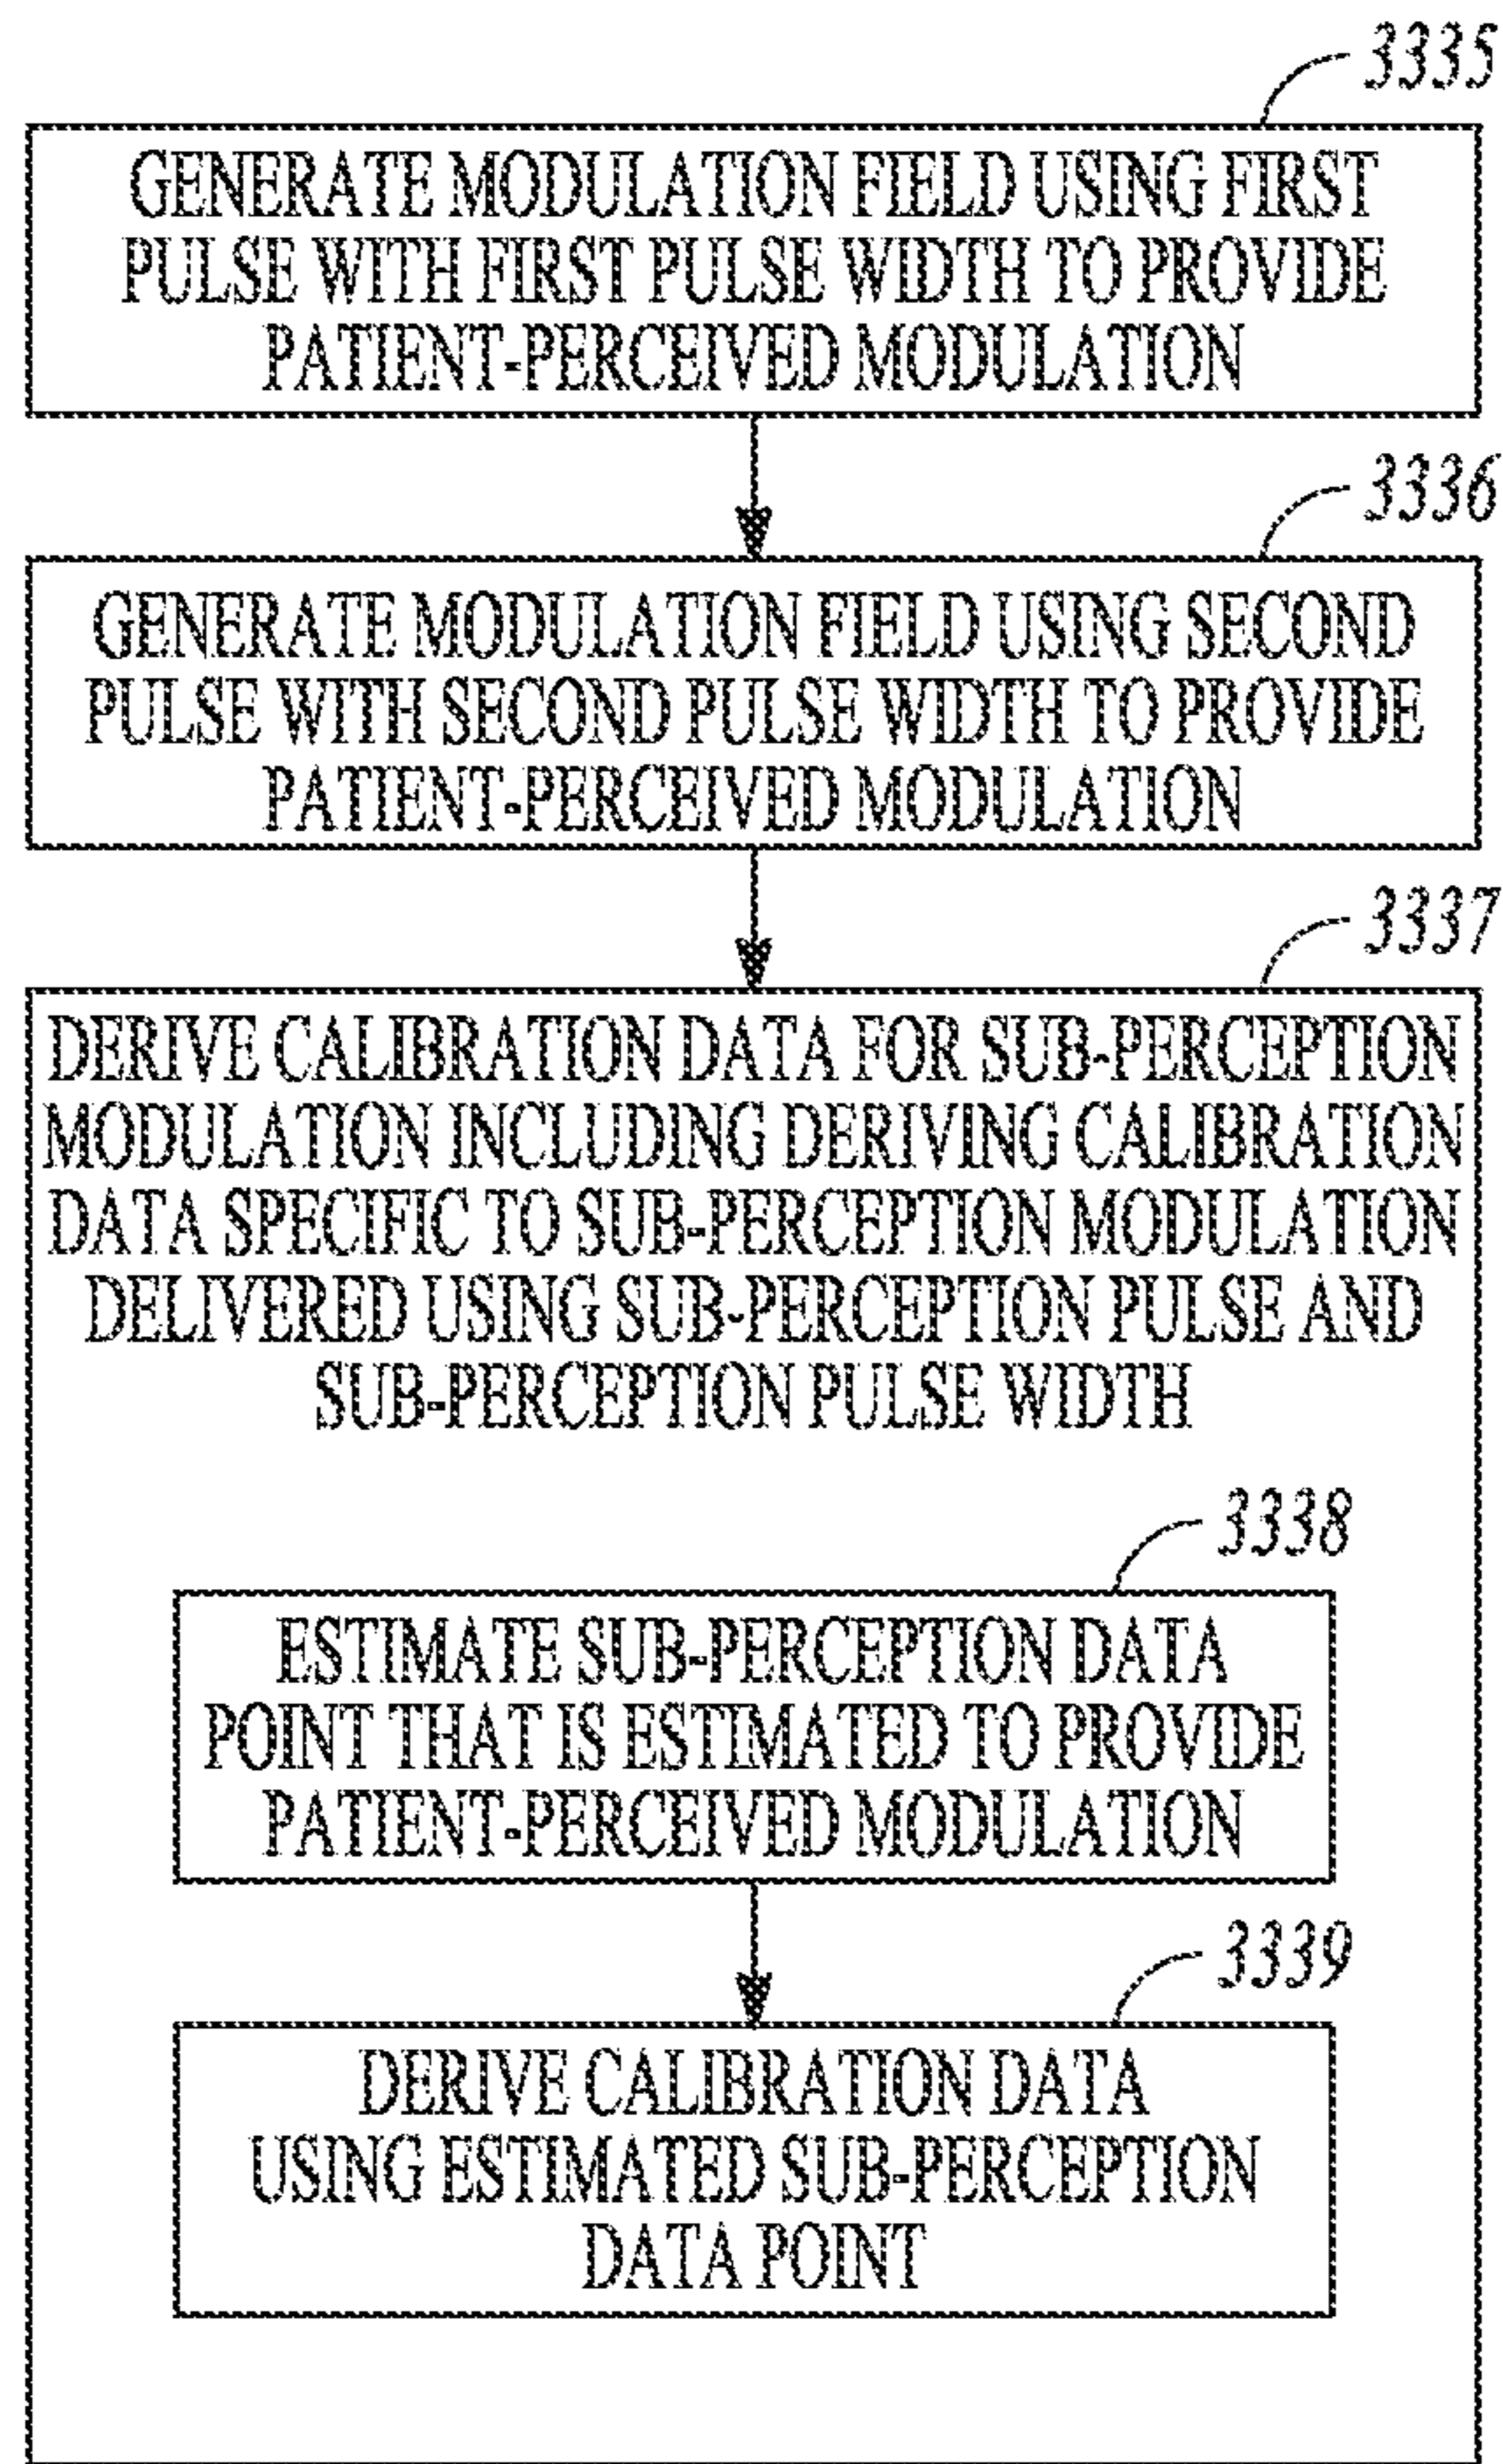 3335
GENERATE MODULATION FIELD USING FIRST
PULSE WITH FIRST PULSE WIDTH TO PROVIDE
PATIENT-PERCEIVED MODULATION
3336
GENERATE MODULATION FIELD USING SECOND
PULSE WITH SECOND PULSE WIDTH TO PROVIDE
PATIENT-PERCEIVED MODULATION
3337
DERIVE CALIBRATION DATA FOR SUB-PERCEPTION
MODULATION INCLUDING DERIVING CALIBRATION
DATA SPECIFIC TO SUB-PERCEPTION MODULATION
DELIVERED USING SUB-PERCEPTION PULSE AND
SUB-PERCEPTION PULSE WIDTH
3338
ESTIMATE SUB-PERCEPTION DATA
POINT THAT IS ESTIMATED TO PROVIDE
PATIENT-PERCEIVED MODULATION
3339
DERIVE CALIBRATION DATA
USING ESTIMATED SUB-PERCEPTION
DATA POINT